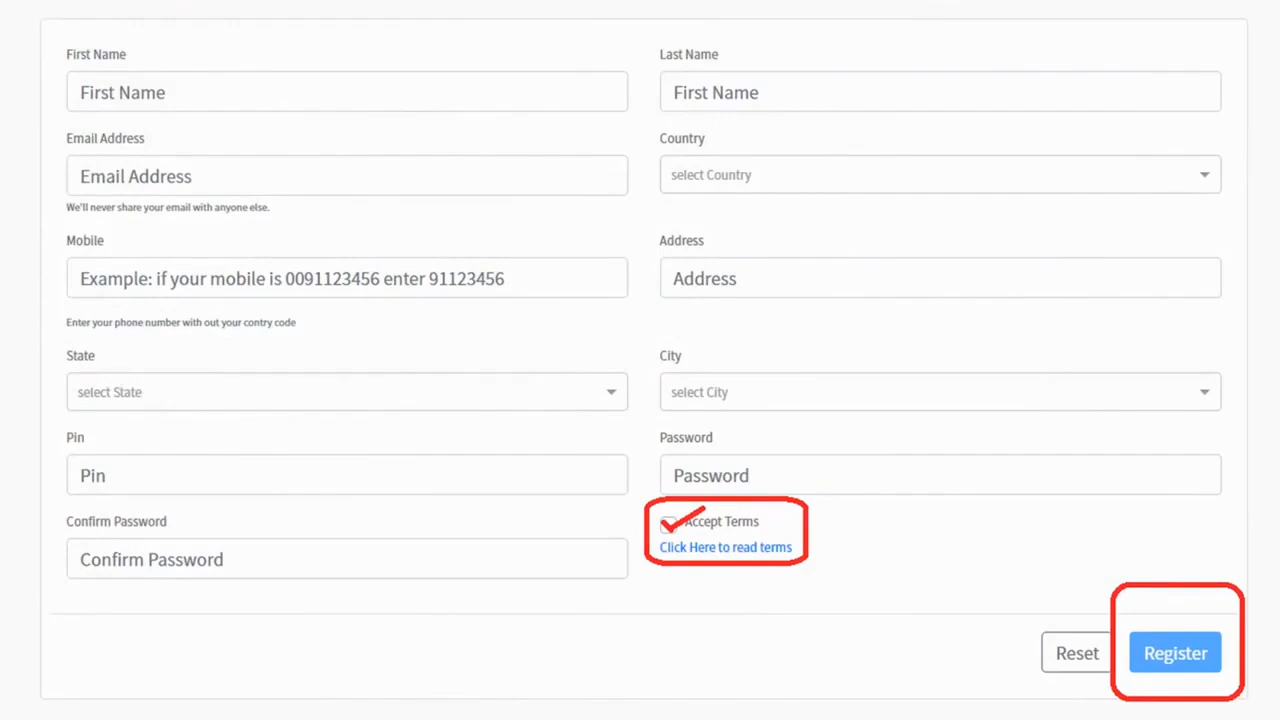 First Name
Last Name
First Name
First Name
Email Address
Country
Email Address
select Country
We'll never share your email with anyone else.
Mobile
Address
Example: if your mobile is 0091123456 enter 91123456
Address
Enter your phone number with out your contry code
State
City
select State
select City
Pin
Password
Pin
Password
Confirm Password
Accept Terms
Click Here to read terms
Confirm Password
Reset
Register